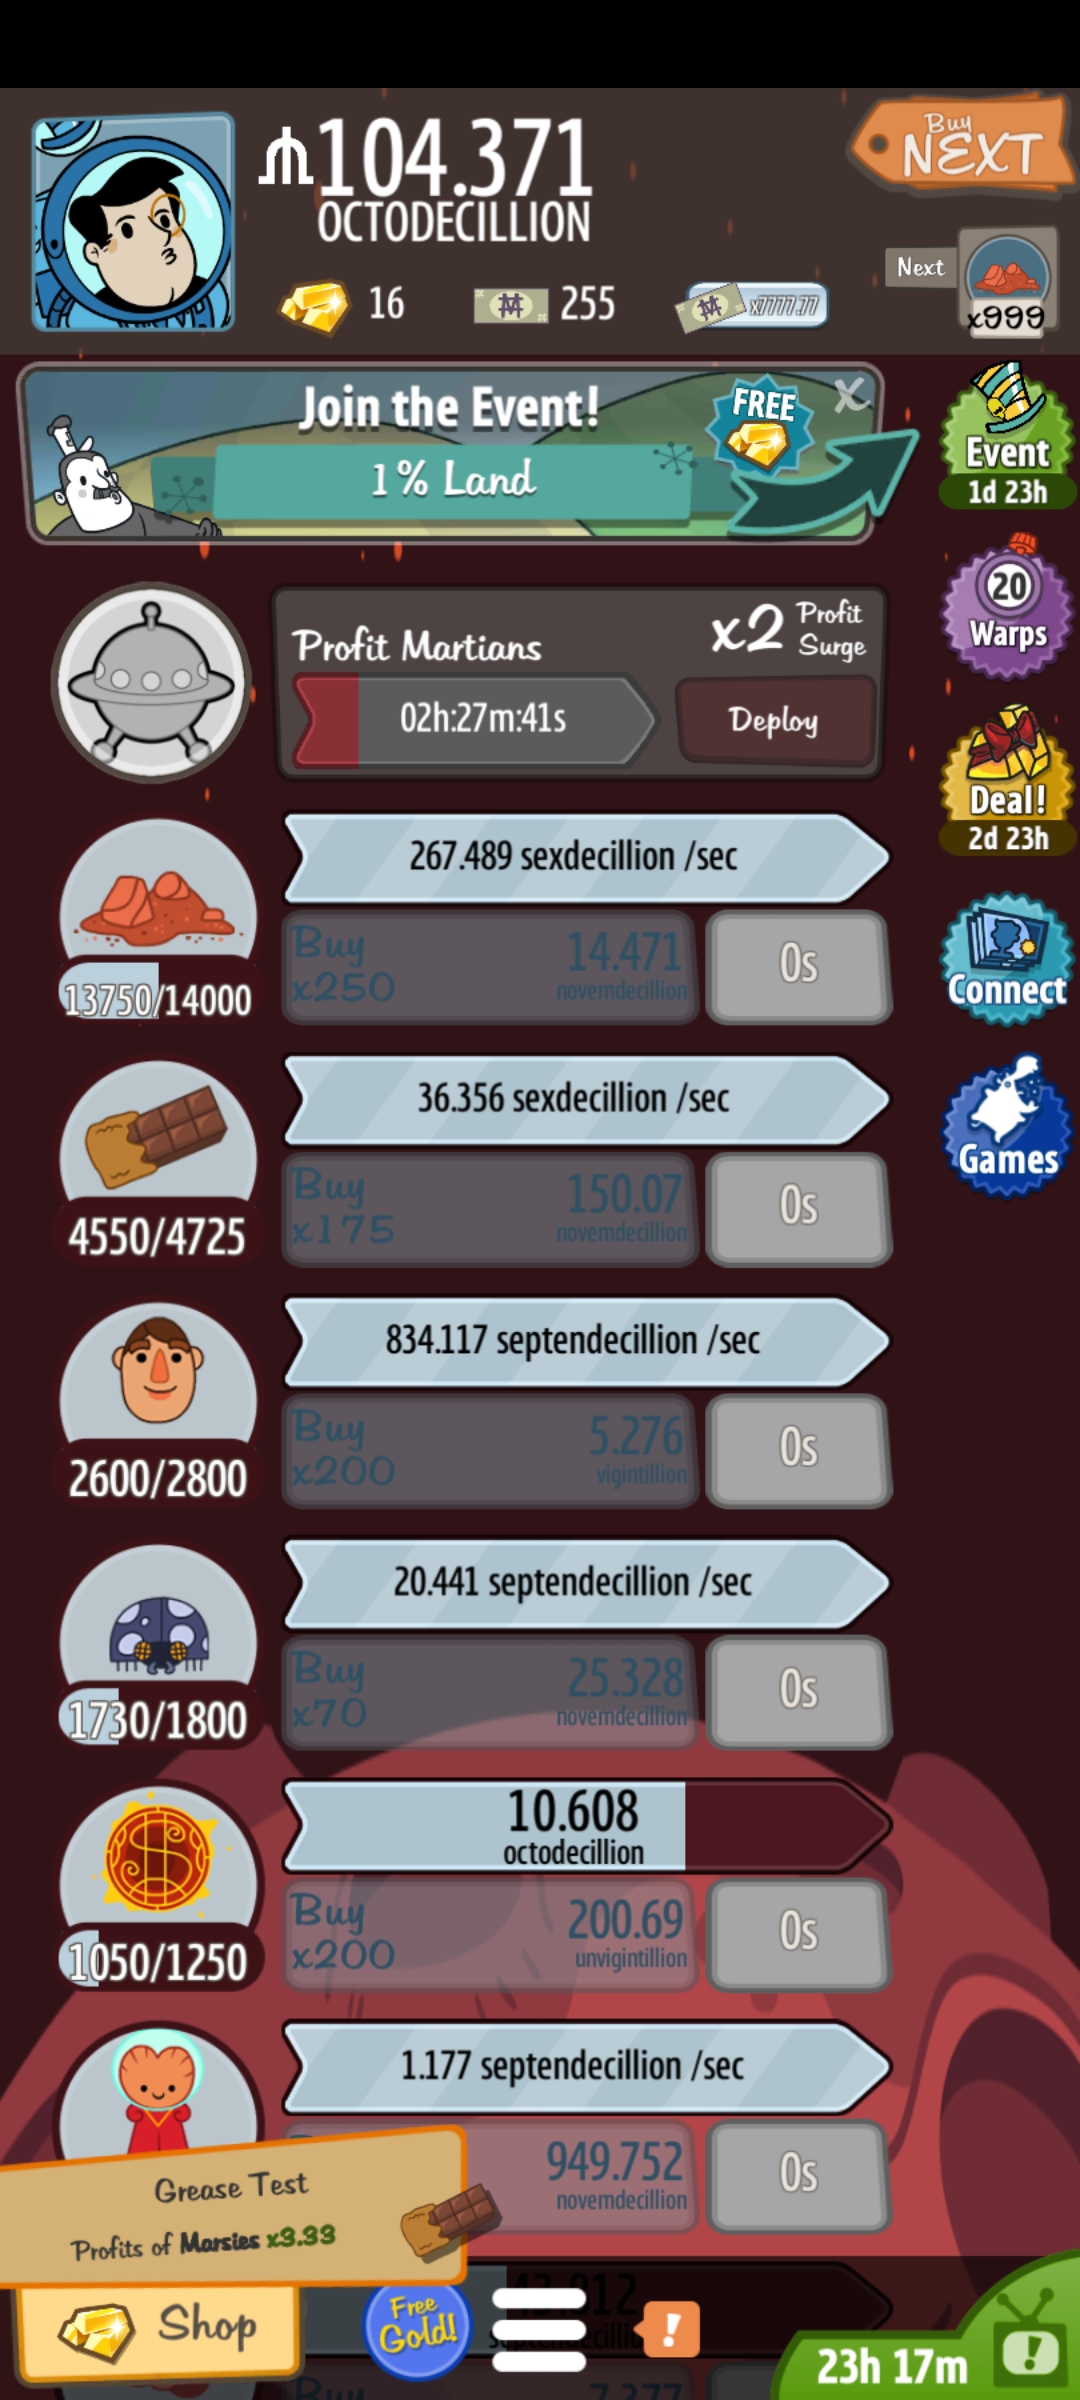 104.371
OCTODECILLION
Buy
NEXT
16
255
x7777.77
Next
x999
Join the Event!
1% Land
FREE
X
Event
1d 23h
20
Warps
Profit Martians
x2 Profit Surge
02h:27m:41s
Deploy
Deal!
2d 23h
267.489 sexdecillion /sec
13750/14000
Buy
x250
14.471
novemdecillion
0s
Connect
36.356 sexdecillion /sec
4550/4725
Buy
x175
150.07
novemdecillion
0s
Games
834.117 septendecillion /sec
2600/2800
Buy
x200
5.276
vigintillion
0s
20.441 septendecillion /sec
1730/1800
Buy
x70
25.328
novemdecillion
0s
10.608
octodecillion
1050/1250
Buy
x200
200.69
unvigintillion
0s
1.177 septendecillion /sec
949.752
novemdecillion
0s
Grease Test
Profits of Marsies x3.33
Shop
Free
Gold!
!
23h 17m
!
Buy
7.377